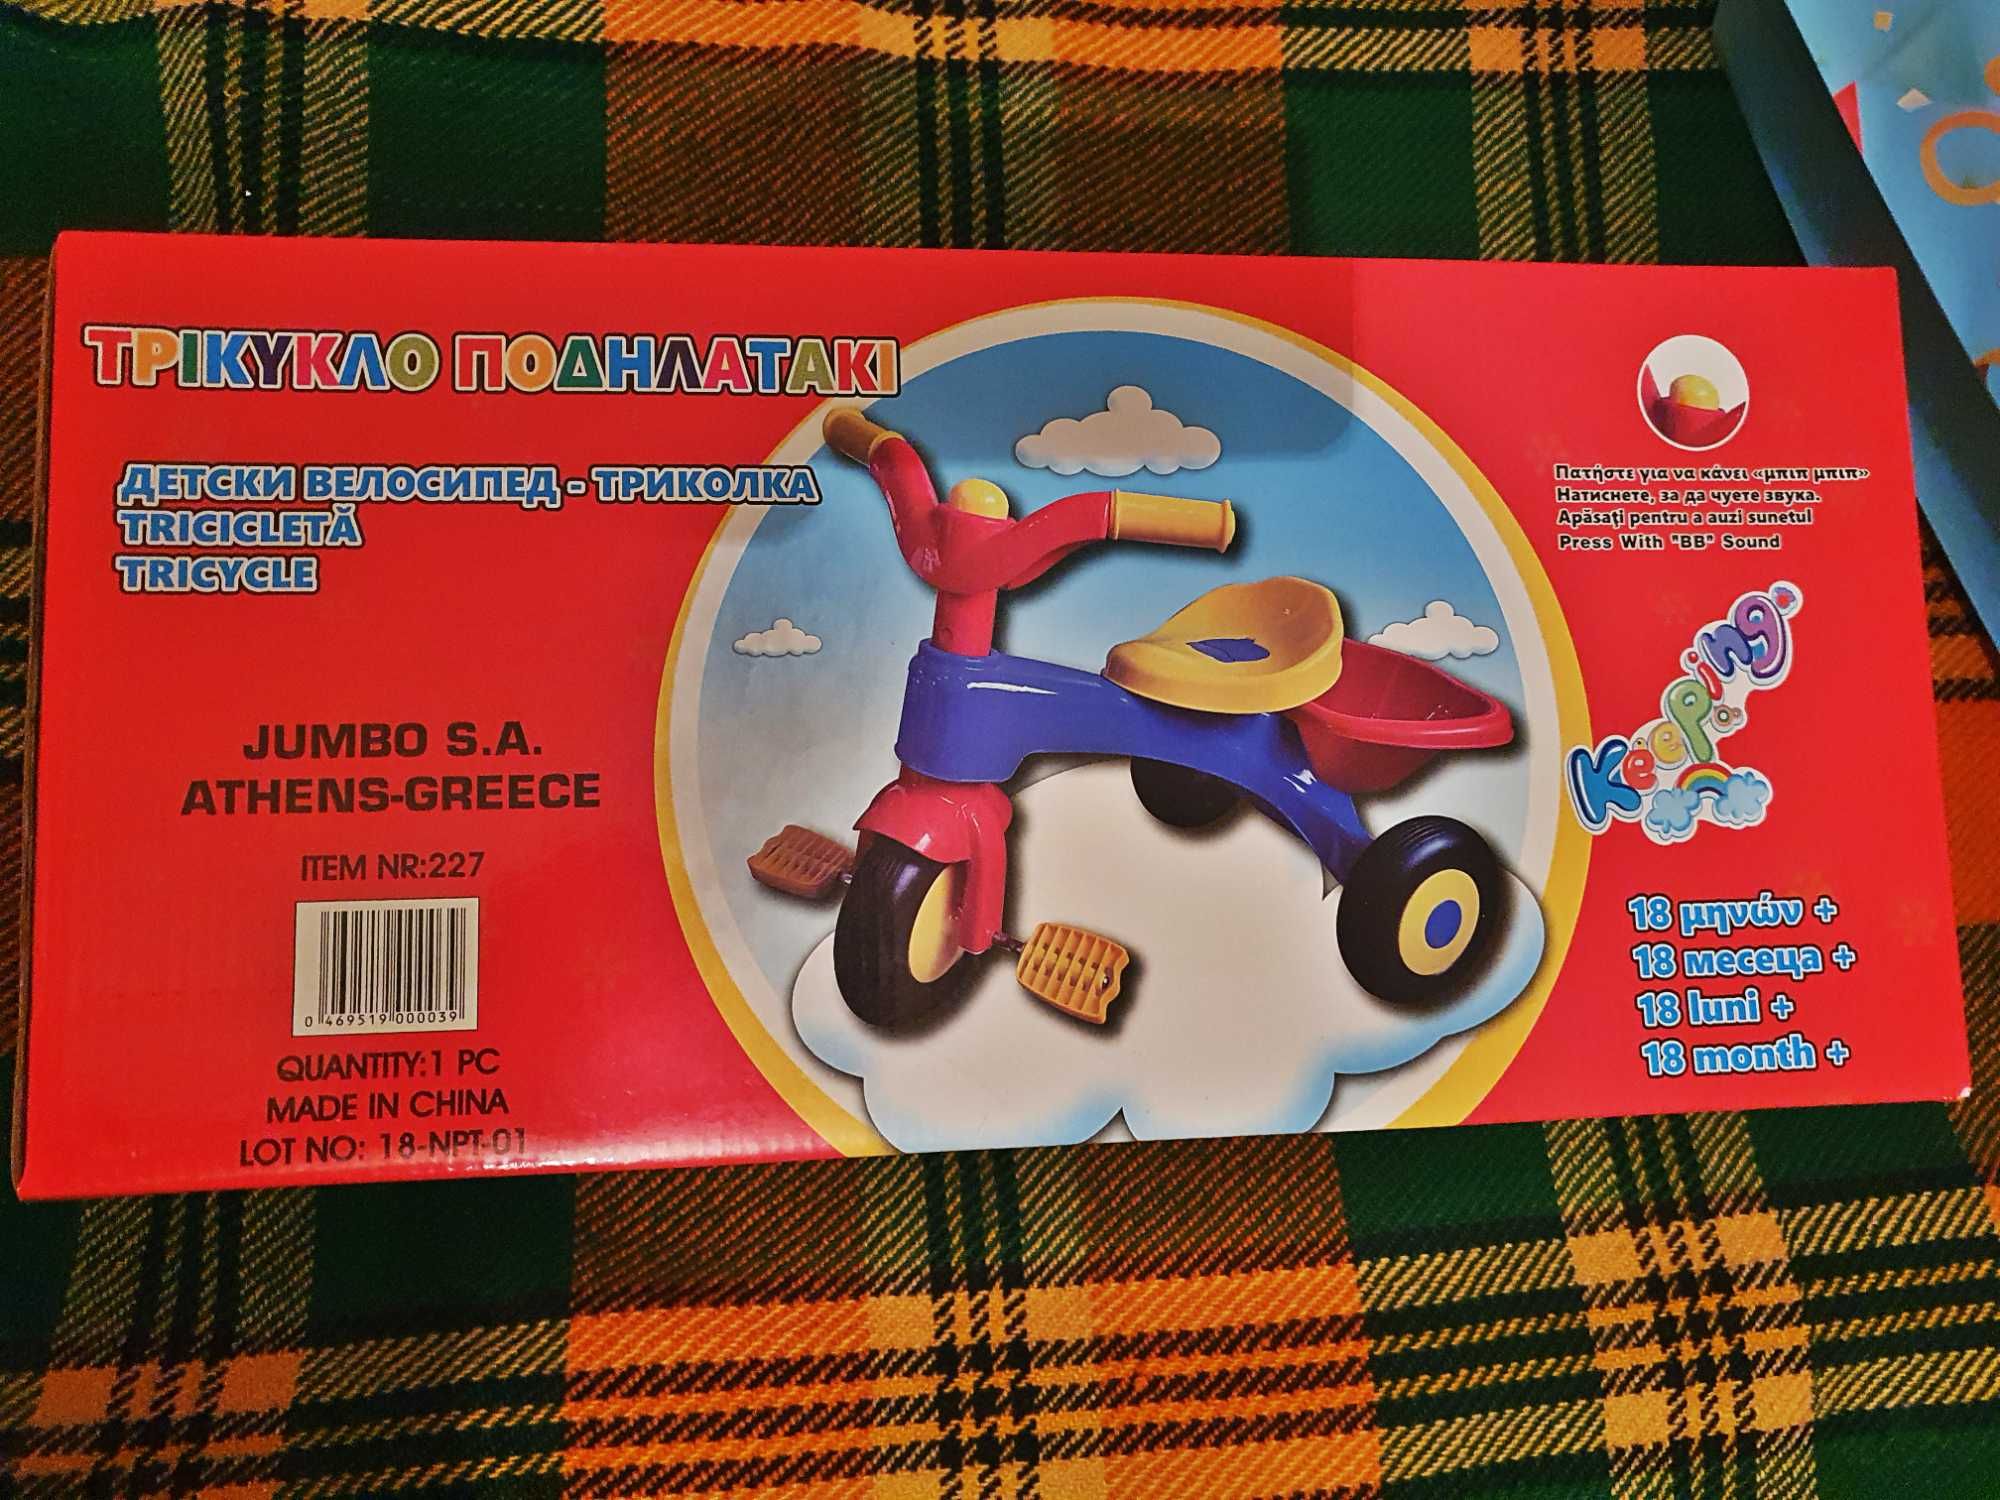 ΤΡΙΚΥΚΛΟ ΠΟΔΗΛΑΤΑΚΙ
ДЕТСКИ ВЕЛОСИПЕД - ТРИКОЛКА
TRICICLETĂ
TRICYCLE
JUMBO S.A.
ATHENS-GREECE
ITEM NR:227
0 469519 000039
QUANTITY: 1 PC
MADE IN CHINA
LOT NO: 18-NPT-01
Πατήστε για να κάνει «μπιπ μπιπ»
Натиснете, за да чуете звука.
Apăsaţi pentru a auzi sunetul
Press With "BB" Sound
Keeping
18 μηνών +
18 месеца +
18 luni +
18 month +